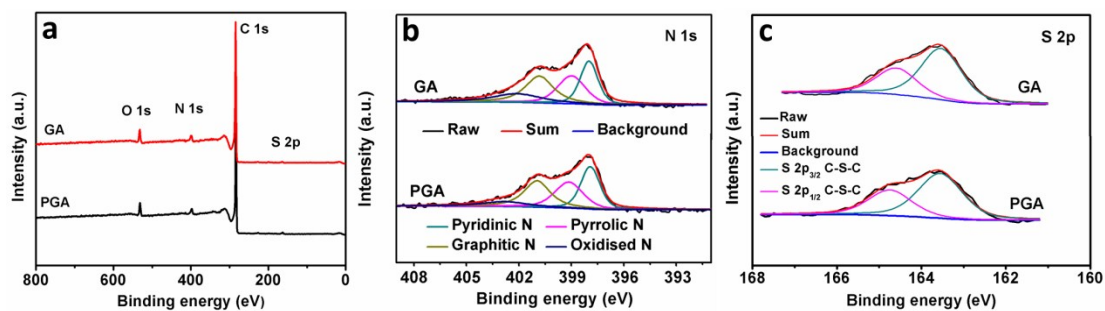 a
C 1s
O 1s
N 1s
GA
S 2p
PGA
Intensity (a.u.)
800 600 400 200 0
Binding energy (eV)
b
N 1s
GA
Raw Sum Background
PGA
Pyridinic N Pyrrolic N
Graphitic N Oxidised N
Intensity (a.u.)
408 405 402 399 396 393
Binding energy (eV)
c
S 2p
GA
Raw
Sum
Background
S 2p3/2 C-S-C
S 2p1/2 C-S-C
PGA
Intensity (a.u.)
168 166 164 162 160
Binding energy (eV)